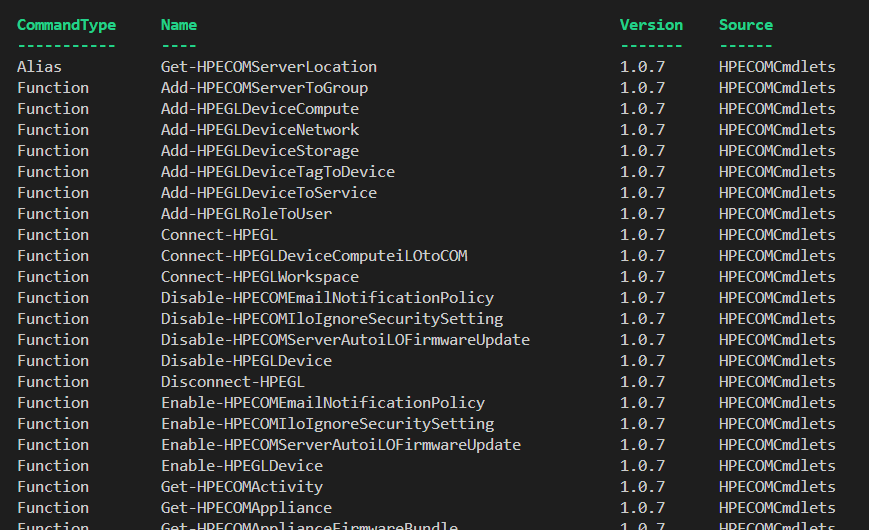 CommandType Name Version Source
----------- ---- ------- ------
Alias Get-HPECOMServerLocation 1.0.7 HPECOMCmdlets
Function Add-HPECOMServerToGroup 1.0.7 HPECOMCmdlets
Function Add-HPEGLDeviceCompute 1.0.7 HPECOMCmdlets
Function Add-HPEGLDeviceNetwork 1.0.7 HPECOMCmdlets
Function Add-HPEGLDeviceStorage 1.0.7 HPECOMCmdlets
Function Add-HPEGLDeviceTagToDevice 1.0.7 HPECOMCmdlets
Function Add-HPEGLDeviceToService 1.0.7 HPECOMCmdlets
Function Add-HPEGLRoleToUser 1.0.7 HPECOMCmdlets
Function Connect-HPEGL 1.0.7 HPECOMCmdlets
Function Connect-HPEGLDeviceComputeiLOtoCOM 1.0.7 HPECOMCmdlets
Function Connect-HPEGLWorkspace 1.0.7 HPECOMCmdlets
Function Disable-HPECOMEmailNotificationPolicy 1.0.7 HPECOMCmdlets
Function Disable-HPECOMIloIgnoreSecuritySetting 1.0.7 HPECOMCmdlets
Function Disable-HPECOMServerAutoiLOFirmwareUpdate 1.0.7 HPECOMCmdlets
Function Disable-HPEGLDevice 1.0.7 HPECOMCmdlets
Function Disconnect-HPEGL 1.0.7 HPECOMCmdlets
Function Enable-HPECOMEmailNotificationPolicy 1.0.7 HPECOMCmdlets
Function Enable-HPECOMIloIgnoreSecuritySetting 1.0.7 HPECOMCmdlets
Function Enable-HPECOMServerAutoiLOFirmwareUpdate 1.0.7 HPECOMCmdlets
Function Enable-HPEGLDevice 1.0.7 HPECOMCmdlets
Function Get-HPECOMActivity 1.0.7 HPECOMCmdlets
Function Get-HPECOMAppliance 1.0.7 HPECOMCmdlets
Function Get-HPECOMApplianceFirmwareBundle 1.0.7 HPECOMCmdlets